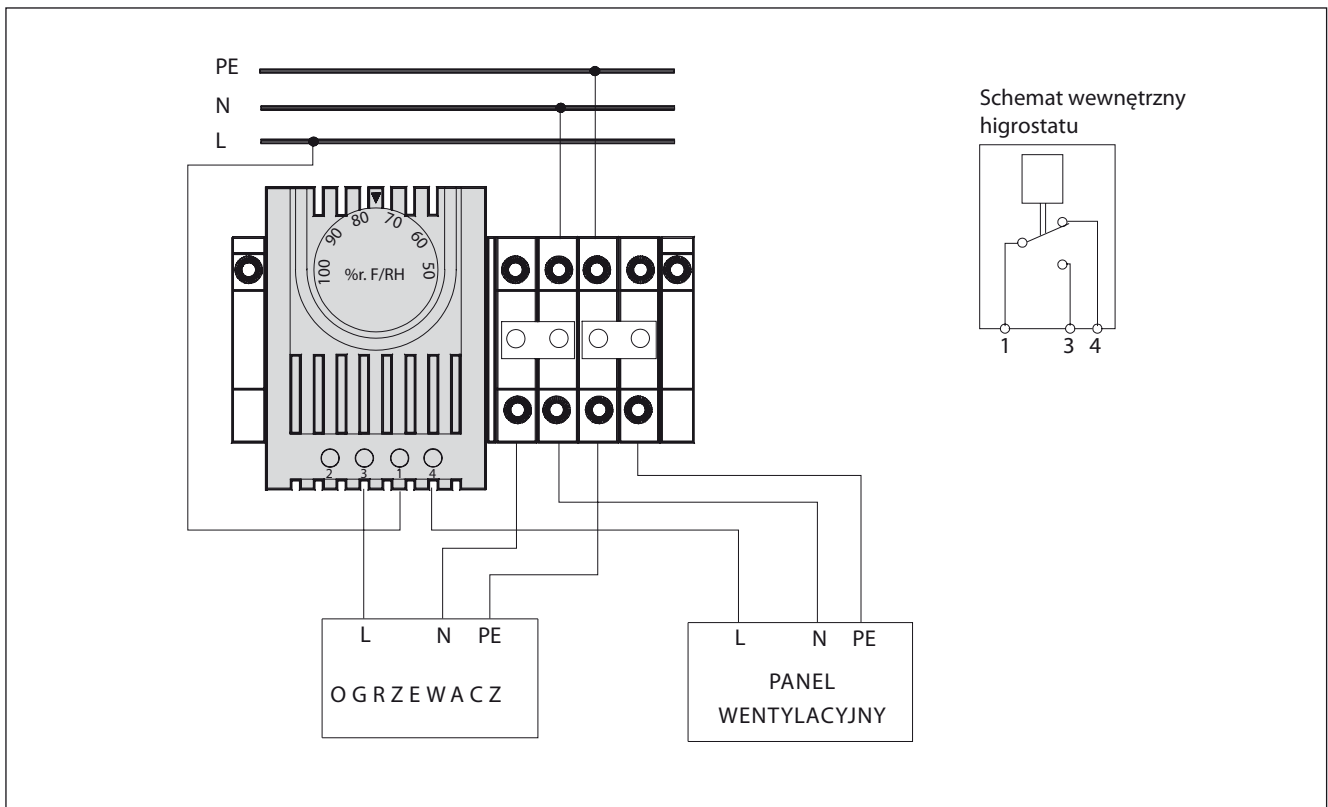 PE
N
L
Schemat wewnętrzny
higrostatu
1 3 4
100 90 80 70 60 50
%r. F/RH
2 3 1 4
L N PE
OGRZEWACZ
L N PE
PANEL
WENTYLACYJNY